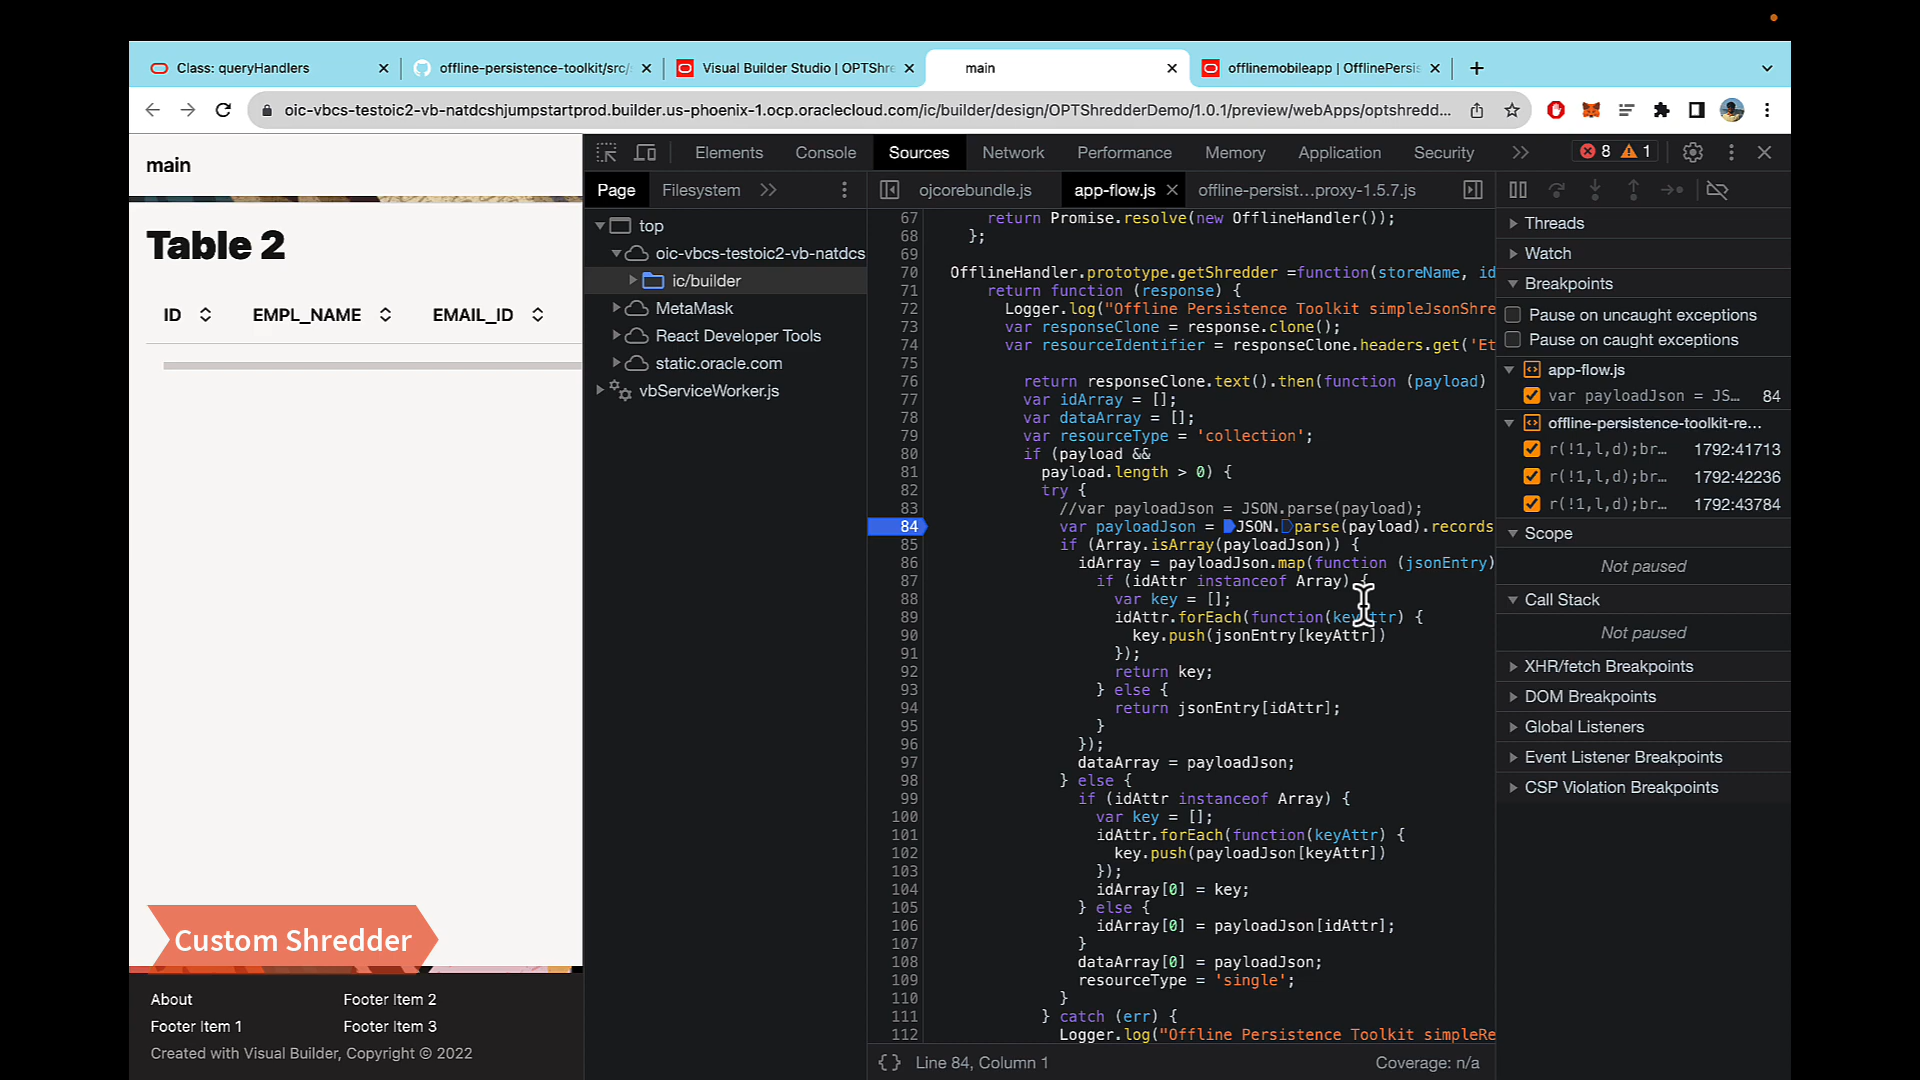 Class: queryHandlers
offline-persistence-toolkit/src/
Visual Builder Studio | OPTShre
main
offlinemobileapp | OfflinePersis
oic-vbcs-testoic2-vb-natdcshjumpstartprod.builder.us-phoenix-1.ocp.oraclecloud.com/ic/builder/design/OPTShredderDemo/1.0.1/preview/webApps/optshredd...
main
Table 2
ID
EMPL_NAME
EMAIL_ID
Custom Shredder
About
Footer Item 2
Footer Item 1
Footer Item 3
Created with Visual Builder, Copyright © 2022
Elements
Console
Sources
Network
Performance
Memory
Application
Security
8
1
Page
Filesystem
top
oic-vbcs-testoic2-vb-natdcs
ic/builder
MetaMask
React Developer Tools
static.oracle.com
vbServiceWorker.js
ojcorebundle.js
app-flow.js
offline-persist...proxy-1.5.7.js
67 return Promise.resolve(new OfflineHandler());
68 };
69
70 OfflineHandler.prototype.getShredder =function(storeName, id
71 return function (response) {
72 Logger.log("Offline Persistence Toolkit simpleJsonShre
73 var responseClone = response.clone();
74 var resourceIdentifier = responseClone.headers.get('Et
75
76 return responseClone.text().then(function (payload)
77 var idArray = [];
78 var dataArray = [];
79 var resourceType = 'collection';
80 if (payload &&
81 payload.length > 0) {
82 try {
83 //var payloadJson = JSON.parse(payload);
84 var payloadJson = JSON.parse(payload).records
85 if (Array.isArray(payloadJson)) {
86 idArray = payloadJson.map(function (jsonEntry)
87 if (idAttr instanceof Array) {
88 var key = [];
89 idAttr.forEach(function(keyAttr) {
90 key.push(jsonEntry[keyAttr])
91 });
92 return key;
93 } else {
94 return jsonEntry[idAttr];
95 }
96 });
97 dataArray = payloadJson;
98 } else {
99 if (idAttr instanceof Array) {
100 var key = [];
101 idAttr.forEach(function(keyAttr) {
102 key.push(payloadJson[keyAttr])
103 });
104 idArray[0] = key;
105 } else {
106 idArray[0] = payloadJson[idAttr];
107 }
108 dataArray[0] = payloadJson;
109 resourceType = 'single';
110 }
111 } catch (err) {
112 Logger.log("Offline Persistence Toolkit simpleRe
{ } Line 84, Column 1
Coverage: n/a
Threads
Watch
Breakpoints
Pause on uncaught exceptions
Pause on caught exceptions
app-flow.js
var payloadJson = JS... 84
offline-persistence-toolkit-re...
r(!1,l,d);br... 1792:41713
r(!1,l,d);br... 1792:42236
r(!1,l,d);br... 1792:43784
Scope
Not paused
Call Stack
Not paused
XHR/fetch Breakpoints
DOM Breakpoints
Global Listeners
Event Listener Breakpoints
CSP Violation Breakpoints